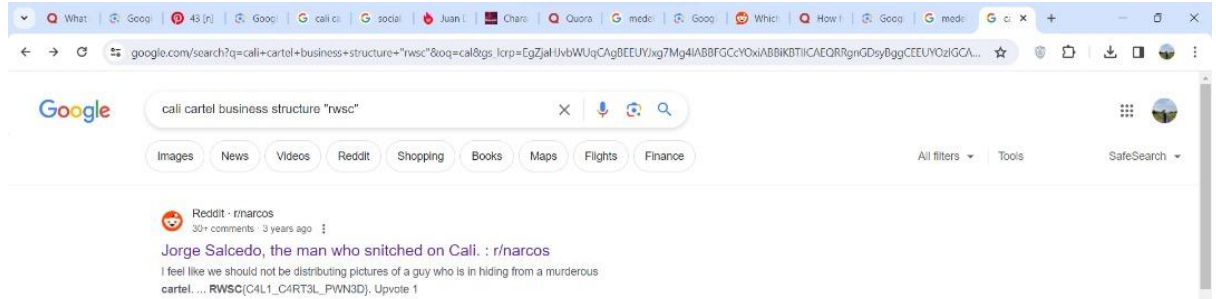 What
Googl
43 [n]
Googl
cali ca
social
Juan I
Chara
Quora
mede
Googl
Which
How I
Googl
mede
google.com/search?q=cali+cartel+business+structure+"rwsc"&oq=cal&gs_lcrp=
Google
cali cartel business structure "rwsc"
Images News Videos Reddit Shopping Books Maps Flights Finance All filters Tools SafeSearch
Reddit · r/narcos
30+ comments · 3 years ago
Jorge Salcedo, the man who snitched on Cali. : r/narcos
I feel like we should not be distributing pictures of a guy who is in hiding from a murderous
cartel. ... RWSC{C4L1_C4RT3L_PWN3D}. Upvote 1